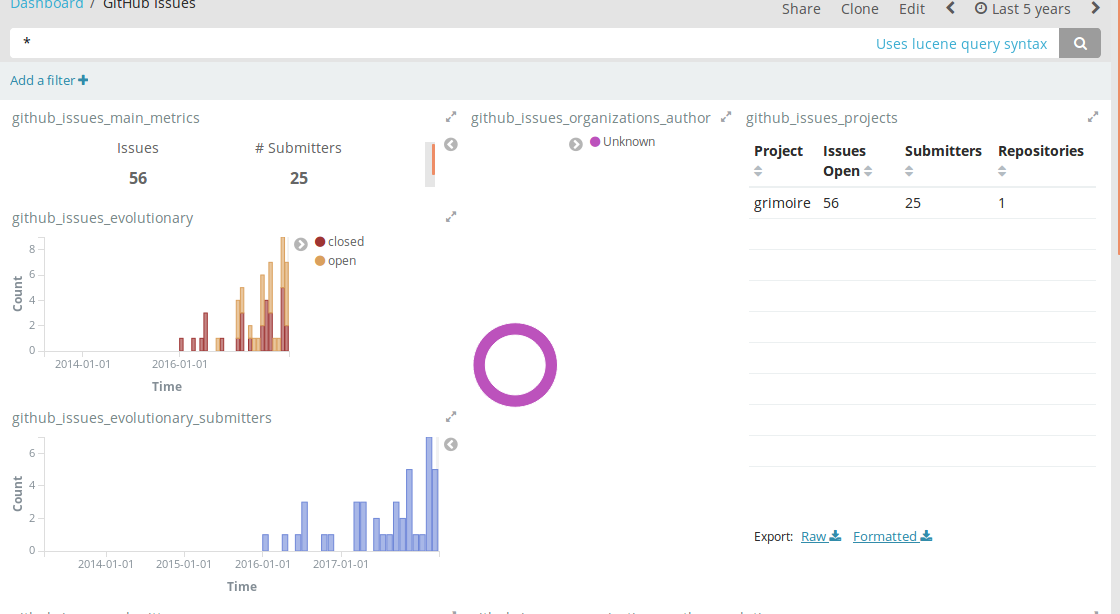 Dashboard / GitHub Issues
Share Clone Edit Last 5 years
*
Uses lucene query syntax
Add a filter
github_issues_main_metrics
Issues # Submitters
56 25
github_issues_evolutionary
closed
open
8
6
4
2
0
Count
2014-01-01 2016-01-01
Time
github_issues_evolutionary_submitters
6
4
2
0
Count
2014-01-01 2015-01-01 2016-01-01 2017-01-01
Time
github_issues_organizations_author
Unknown
github_issues_projects
Project Issues Open Submitters Repositories
grimoire 56 25 1
Export: Raw Formatted